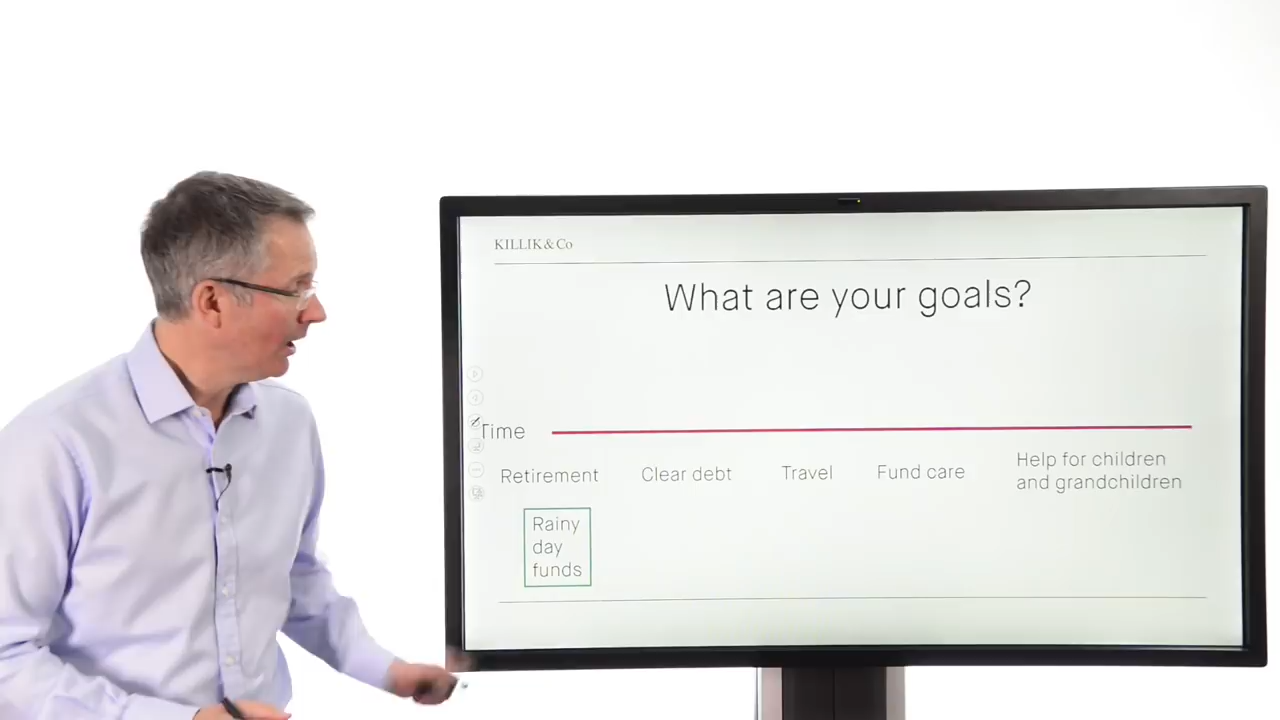 KILLIK & Co
What are your goals?
Time
Retirement
Clear debt
Travel
Fund care
Help for children
and grandchildren
Rainy
day
funds